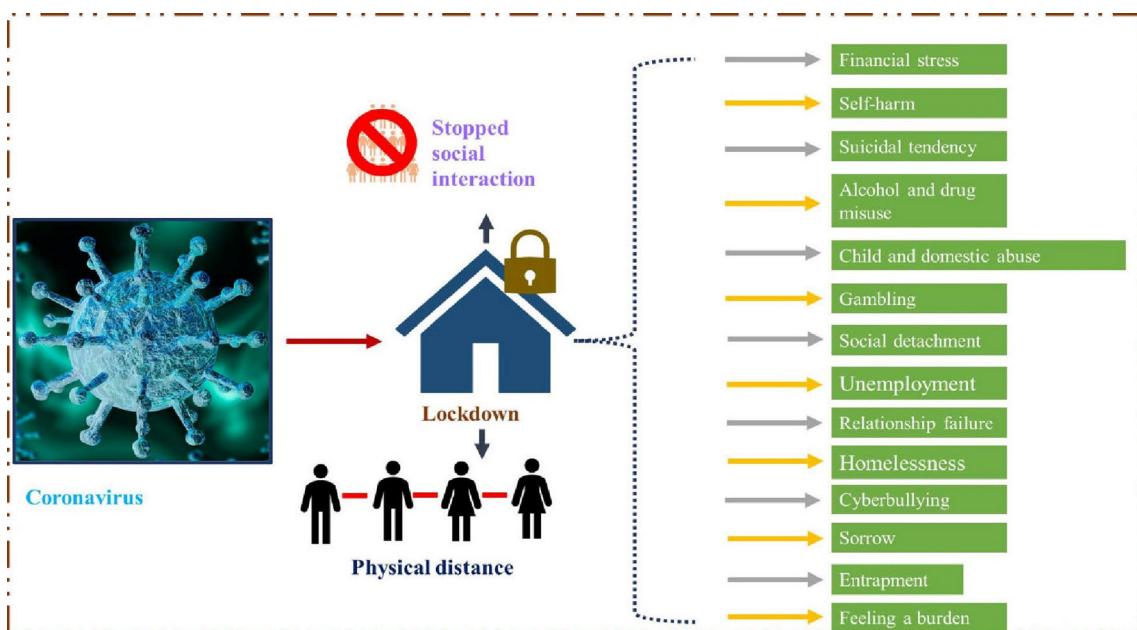 Stopped
social
interaction
Coronavirus
Lockdown
Physical distance
Financial stress
Self-harm
Suicidal tendency
Alcohol and drug
misuse
Child and domestic abuse
Gambling
Social detachment
Unemployment
Relationship failure
Homelessness
Cyberbullying
Sorrow
Entrapment
Feeling a burden